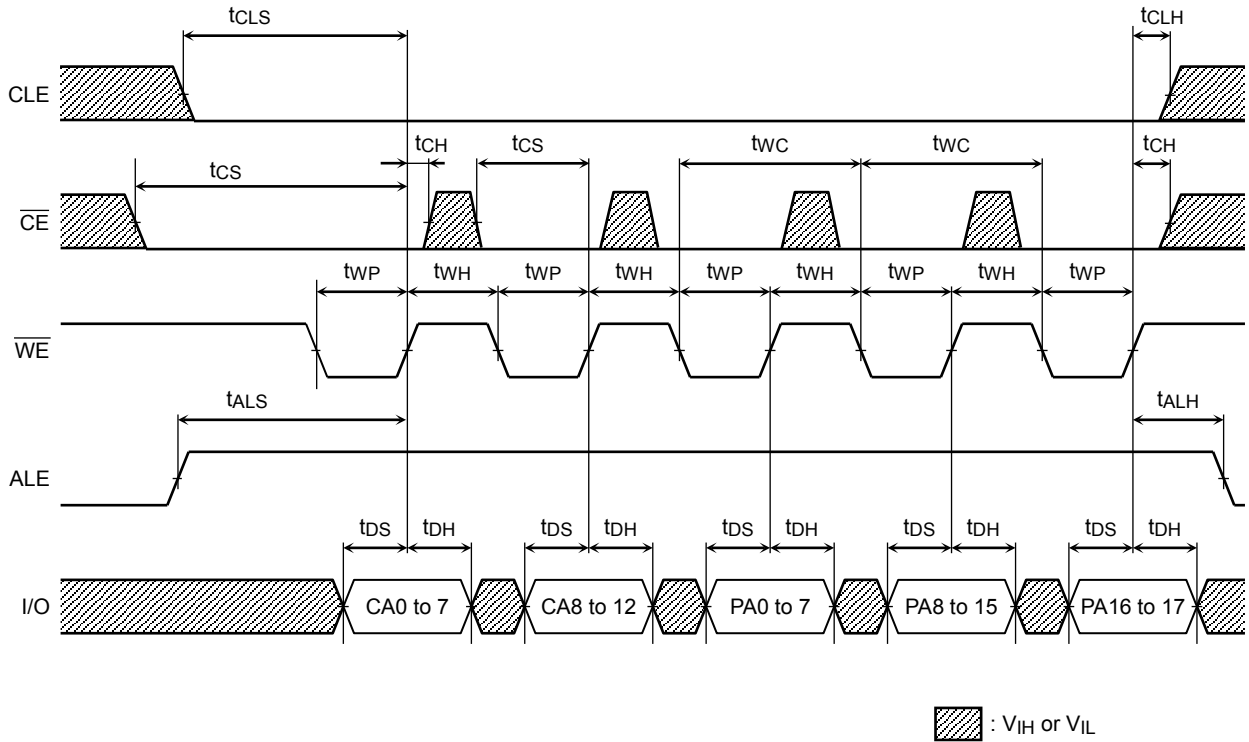 tCLS tCLH
CLE
tCH tCS tWC tWC tCH
tCS
CE
tWP tWH tWP tWH tWP tWH tWP tWH tWP
WE
tALS tALH
ALE
tDS tDH tDS tDH tDS tDH tDS tDH tDS tDH
I/O CA0 to 7 CA8 to 12 PA0 to 7 PA8 to 15 PA16 to 17
: VIH or VIL